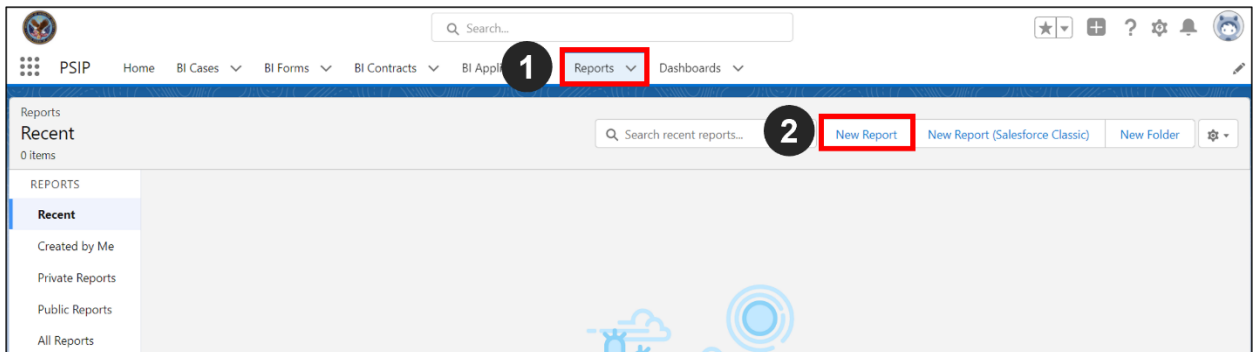 Search...
PSIP Home BI Cases BI Forms BI Contracts BI Appli 1 Reports Dashboards
Reports
Recent
0 items
Search recent reports... 2 New Report New Report (Salesforce Classic) New Folder
REPORTS
Recent
Created by Me
Private Reports
Public Reports
All Reports